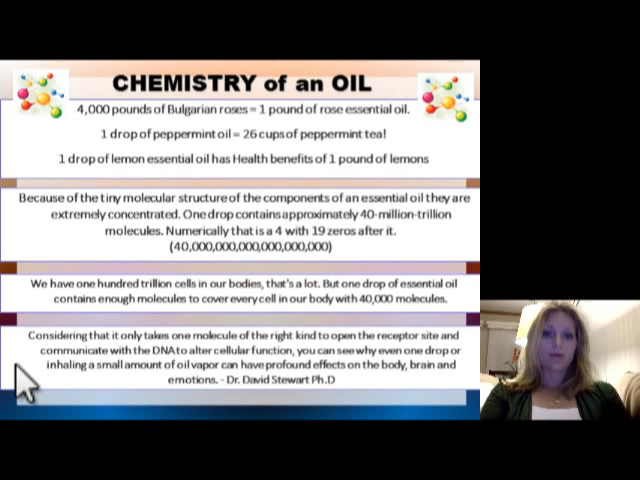 CHEMISTRY of an OIL
4,000 pounds of Bulgarian roses = 1 pound of rose essential oil.
1 drop of peppermint oil = 26 cups of peppermint tea!
1 drop of lemon essential oil has Health benefits of 1 pound of lemons
Because of the tiny molecular structure of the components of an essential oil they are
extremely concentrated. One drop contains approximately 40-million-trillion
molecules. Numerically that is a 4 with 19 zeros after it.
(40,000,000,000,000,000,000)
We have one hundred trillion cells in our bodies, that's a lot. But one drop of essential oil
contains enough molecules to cover every cell in our body with 40,000 molecules.
Considering that it only takes one molecule of the right kind to open the receptor site and
communicate with the DNA to alter cellular function, you can see why even one drop or
inhaling a small amount of oil vapor can have profound effects on the body, brain and
emotions. - Dr. David Stewart Ph.D